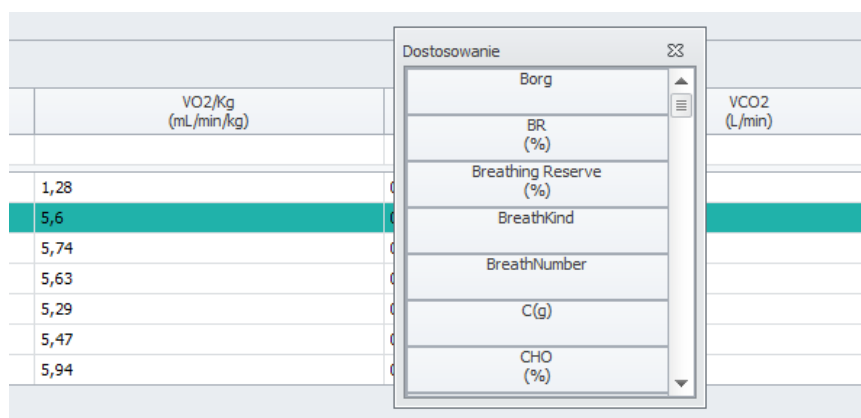 Dostosowanie
VO2/Kg
(mL/min/kg)
VCO2
(L/min)
Borg
BR
(%)
Breathing Reserve
(%)
BreathKind
BreathNumber
C(g)
CHO
(%)
1,28
5,6
5,74
5,63
5,29
5,47
5,94